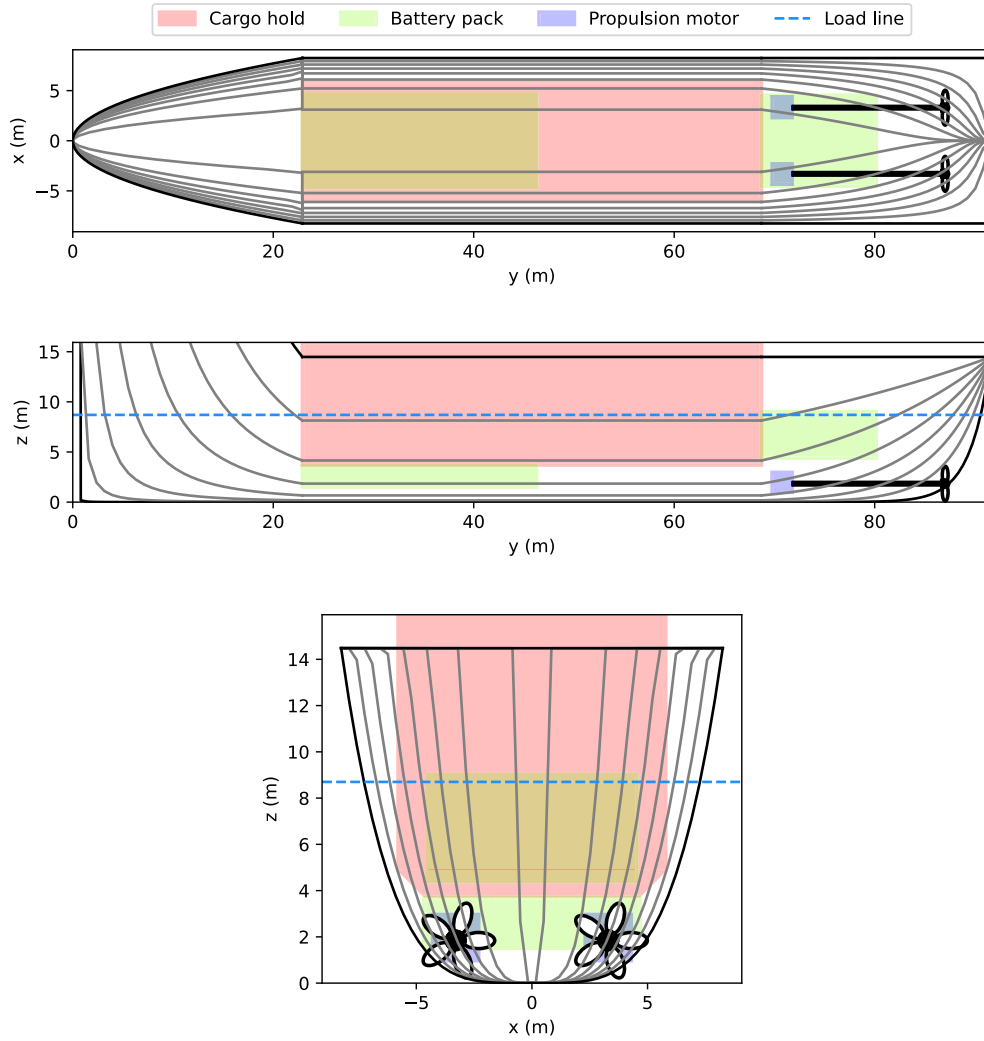 Cargo hold Battery pack Propulsion motor Load line
5
0
−5
x (m)
0 20 40 60 80
y (m)
15
10
5
0
z (m)
0 20 40 60 80
y (m)
14
12
10
8
6
4
2
0
z (m)
−5 0 5
x (m)